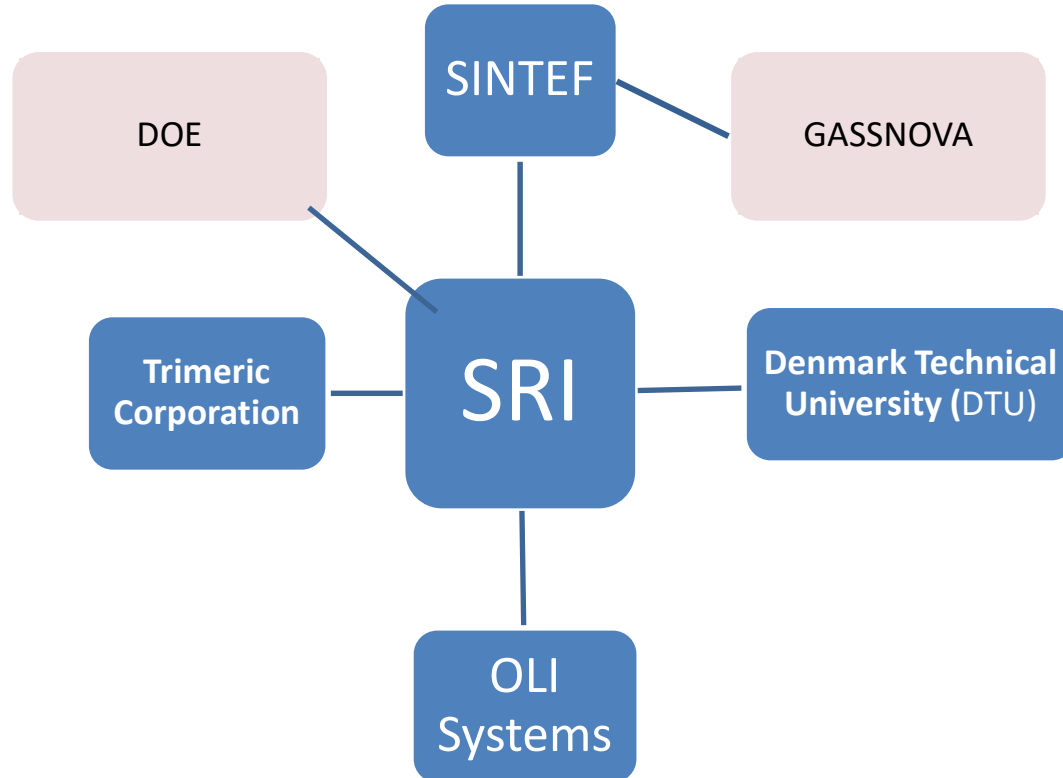 SINTEF
DOE
GASSNOVA
SRI
Trimeric
Corporation
Denmark Technical
University (DTU)
OLI
Systems